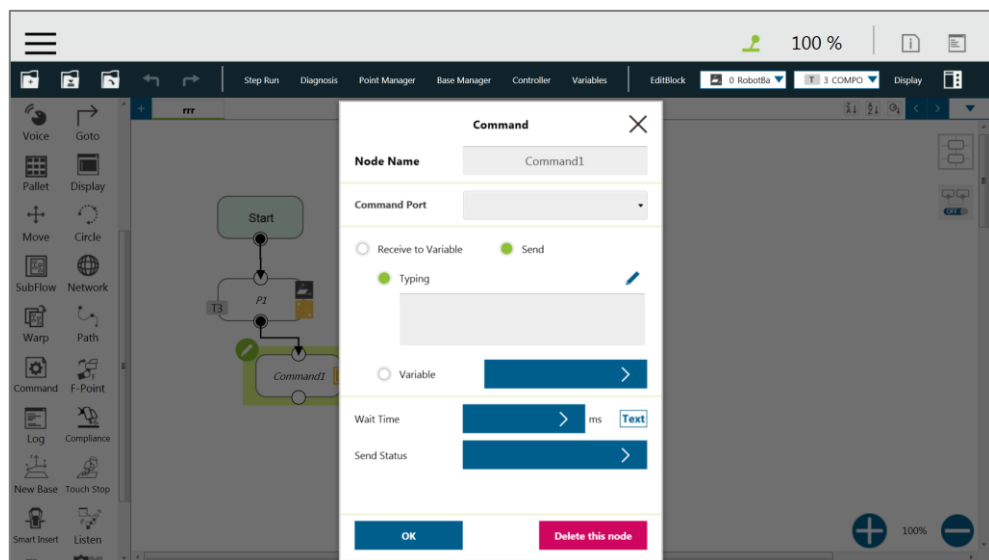 100 %
Step Run Diagnosis Point Manager Base Manager Controller Variables EditBlock 0 RobotBa T 3 COMPO Display
Voice Goto
Pallet Display
Move Circle
SubFlow Network
Warp Path
Command F-Point
Log Compliance
New Base Touch Stop
Smart Insert Listen
+ rrr
Start
P1
T3
Command1
Command
Node Name Command1
Command Port
Receive to Variable Send
Typing
Variable
Wait Time ms Text
Send Status
OK Delete this node
OFF
100%